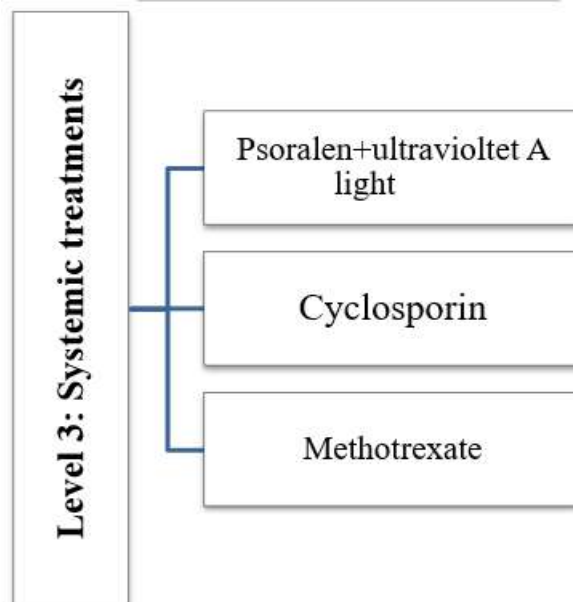 Level 3: Systemic treatments
Psoralen+ultravioltet A
light
Cyclosporin
Methotrexate